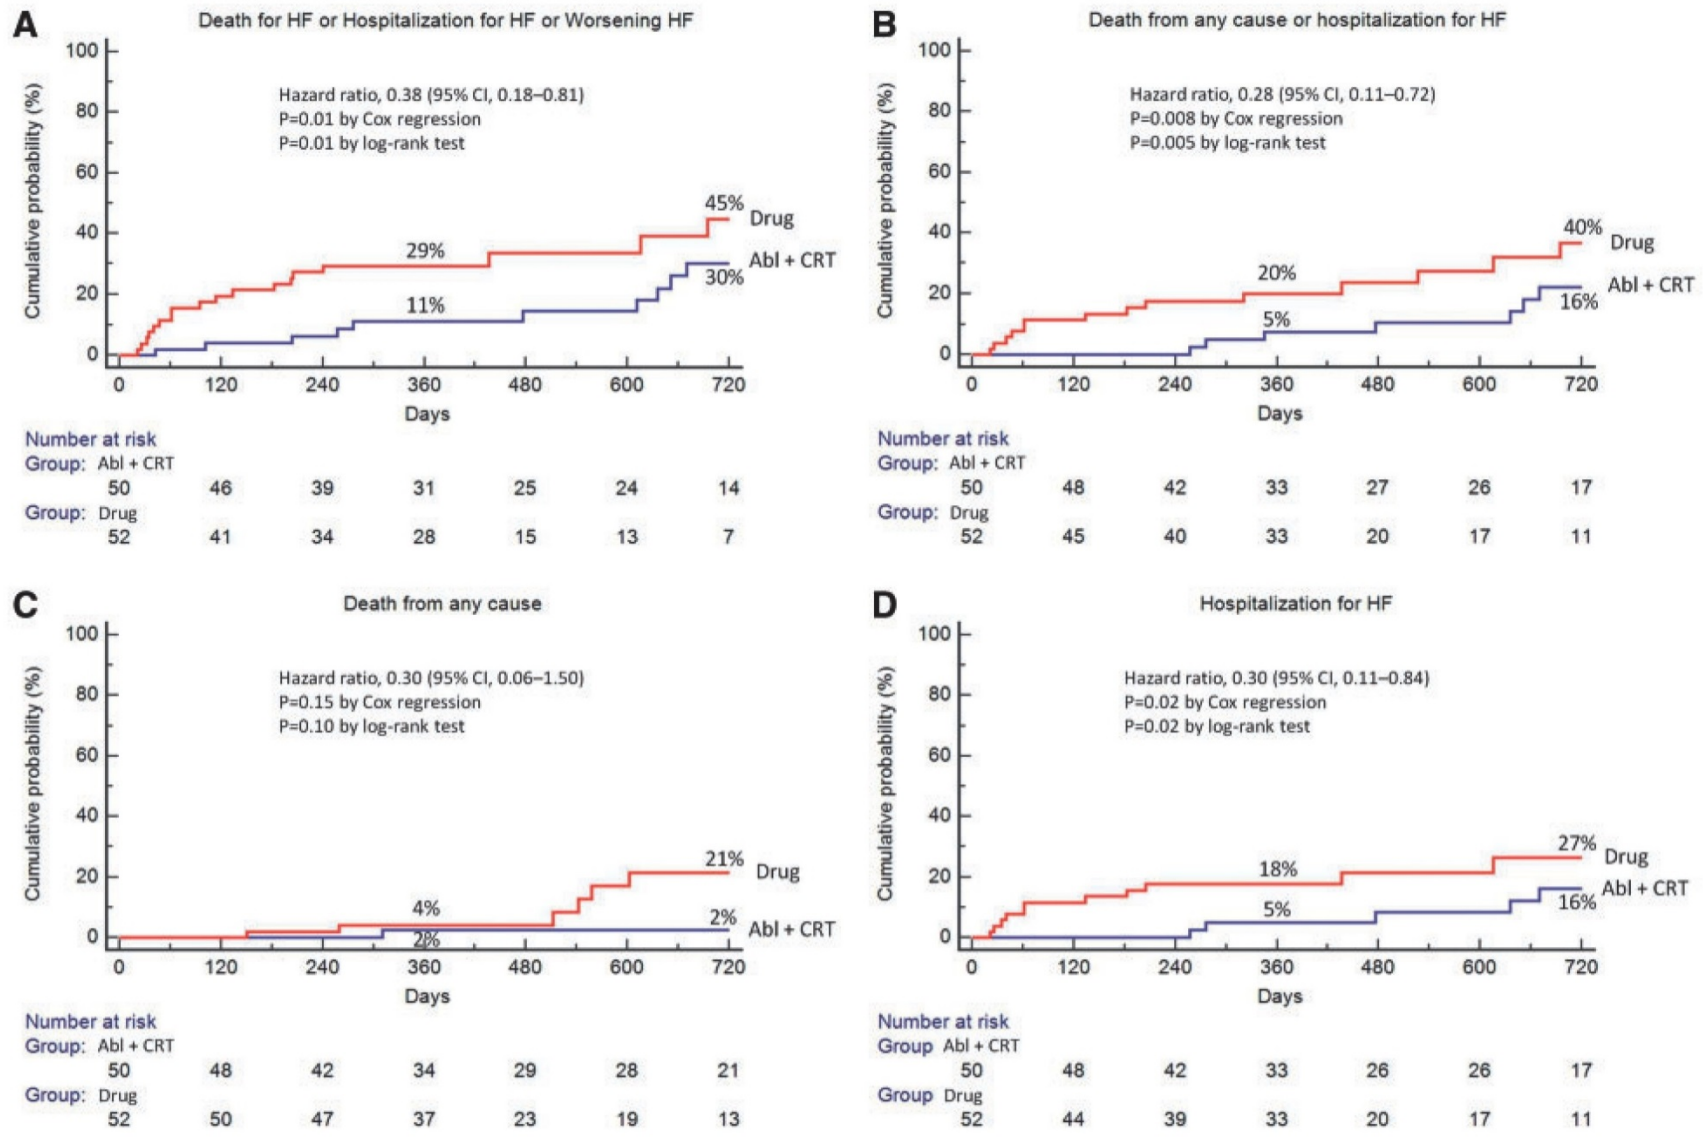 A
Death for HF or Hospitalization for HF or Worsening HF
Cumulative probability (%)
100
80
60
40
20
0
Hazard ratio, 0.38 (95% CI, 0.18–0.81)
P=0.01 by Cox regression
P=0.01 by log-rank test
45%
Drug
29%
Abl + CRT
30%
11%
0 120 240 360 480 600 720
Days
Number at risk
Group: Abl + CRT
50 46 39 31 25 24 14
Group: Drug
52 41 34 28 15 13 7
B
Death from any cause or hospitalization for HF
Cumulative probability (%)
100
80
60
40
20
0
Hazard ratio, 0.28 (95% CI, 0.11–0.72)
P=0.008 by Cox regression
P=0.005 by log-rank test
40%
Drug
20%
Abl + CRT
16%
5%
0 120 240 360 480 600 720
Days
Number at risk
Group: Abl + CRT
50 48 42 33 27 26 17
Group: Drug
52 45 40 33 20 17 11
C
Death from any cause
Cumulative probability (%)
100
80
60
40
20
0
Hazard ratio, 0.30 (95% CI, 0.06–1.50)
P=0.15 by Cox regression
P=0.10 by log-rank test
21%
Drug
4%
2%
Abl + CRT
2%
0 120 240 360 480 600 720
Days
Number at risk
Group: Abl + CRT
50 48 42 34 29 28 21
Group: Drug
52 50 47 37 23 19 13
D
Hospitalization for HF
Cumulative probability (%)
100
80
60
40
20
0
Hazard ratio, 0.30 (95% CI, 0.11–0.84)
P=0.02 by Cox regression
P=0.02 by log-rank test
27%
Drug
18%
Abl + CRT
16%
5%
0 120 240 360 480 600 720
Days
Number at risk
Group Abl + CRT
50 48 42 33 26 26 17
Group Drug
52 44 39 33 20 17 11